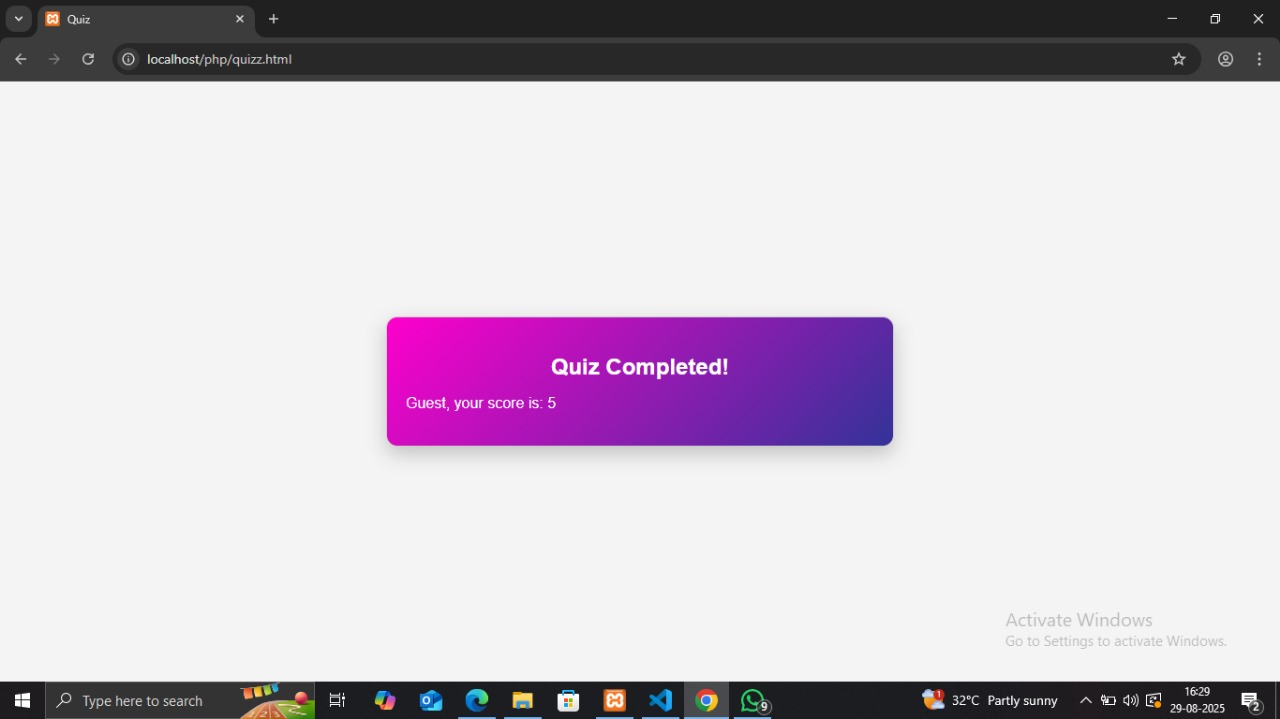 Quiz
localhost/php/quizz.html
Quiz Completed!
Guest, your score is: 5
Activate Windows
Go to Settings to activate Windows.
Type here to search
9
1
32°C Partly sunny
16:29
29-08-2025
2